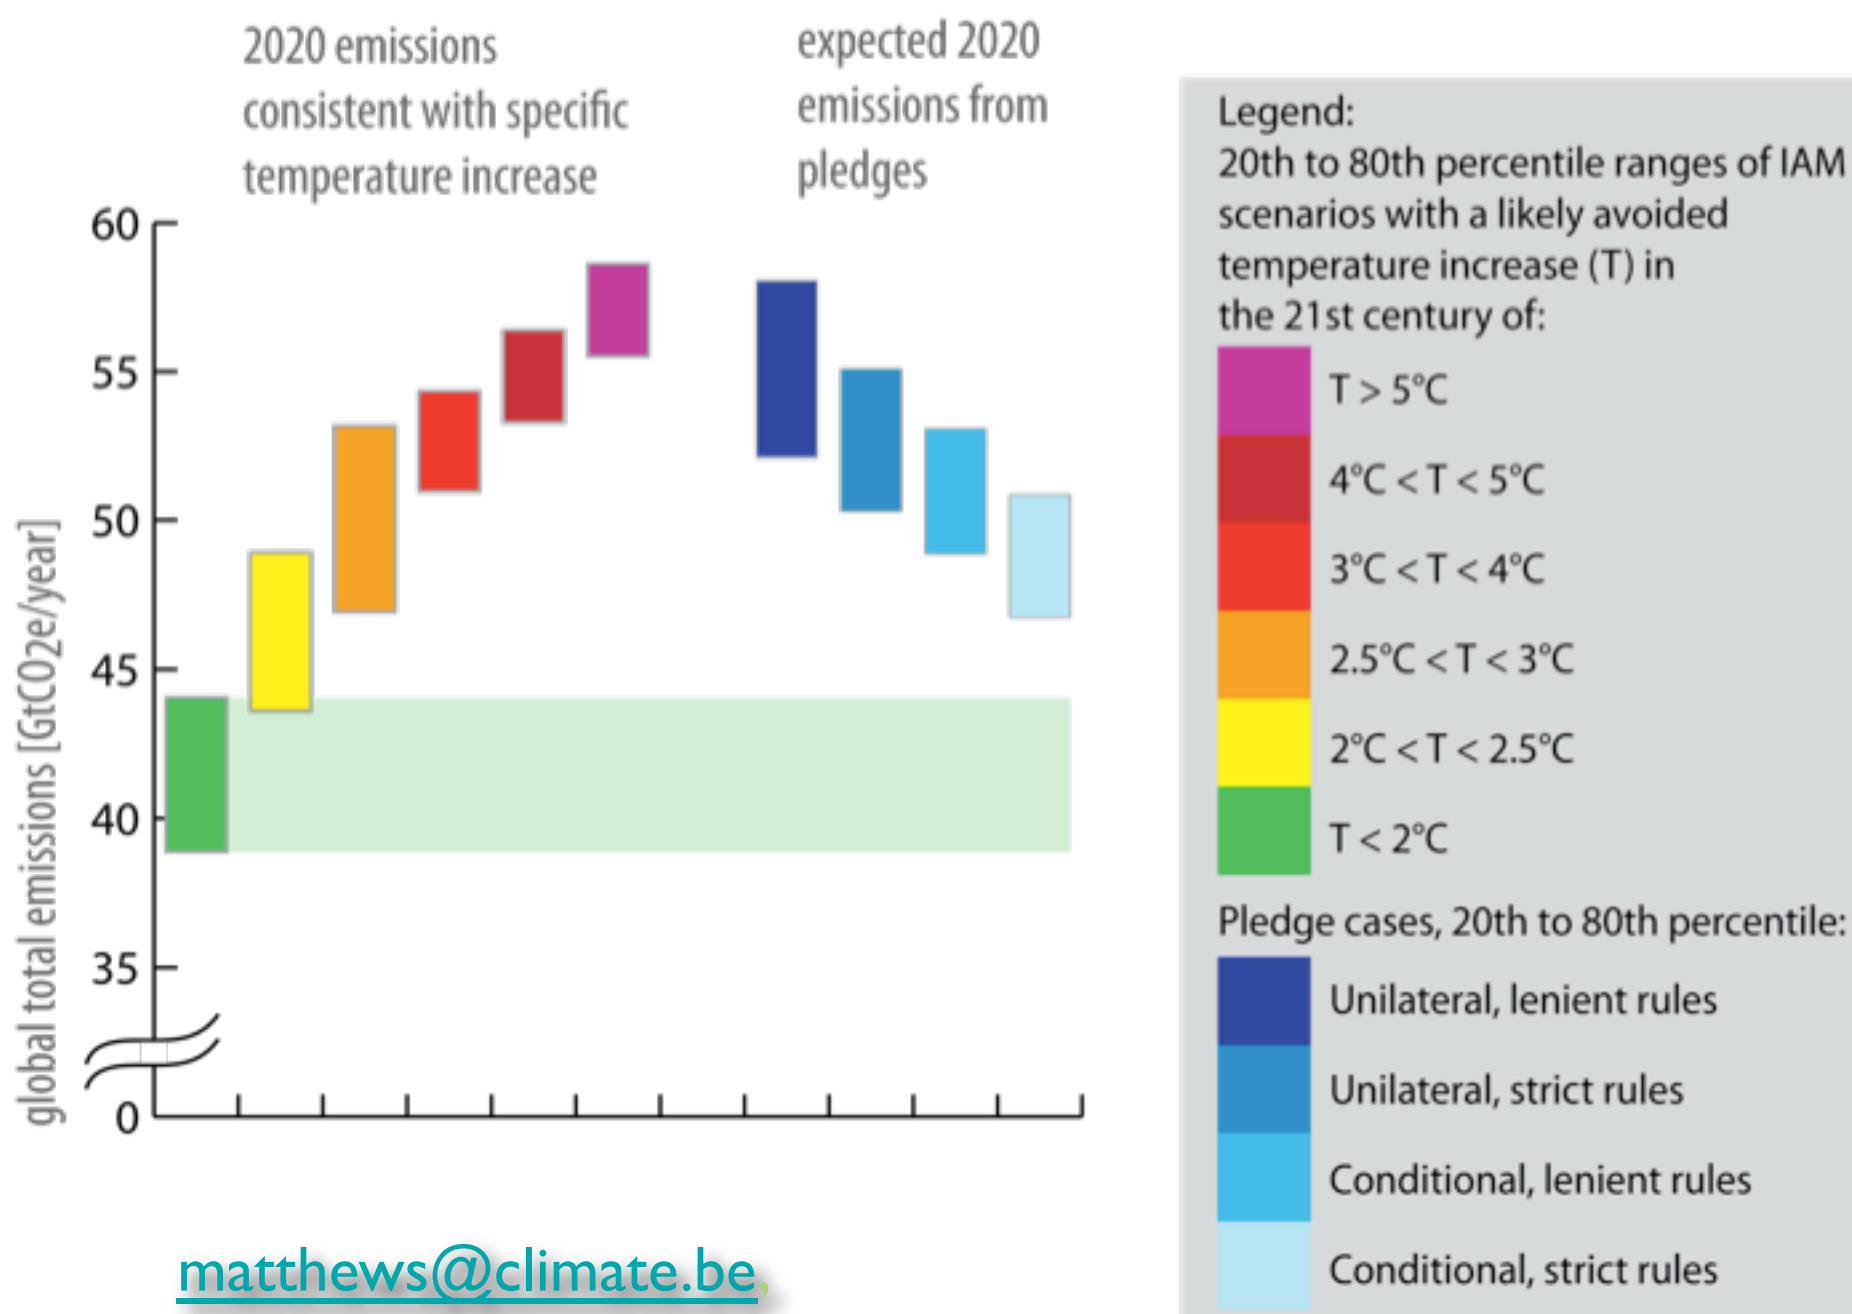 2020 emissions
consistent with specific
temperature increase
expected 2020
emissions from
pledges
global total emissions [GtCO2e/year]
60
55
50
45
40
35
0
Legend:
20th to 80th percentile ranges of IAM
scenarios with a likely avoided
temperature increase (T) in
the 21st century of:
T > 5°C
4°C < T < 5°C
3°C < T < 4°C
2.5°C < T < 3°C
2°C < T < 2.5°C
T < 2°C
Pledge cases, 20th to 80th percentile:
Unilateral, lenient rules
Unilateral, strict rules
Conditional, lenient rules
Conditional, strict rules
matthews@climate.be,